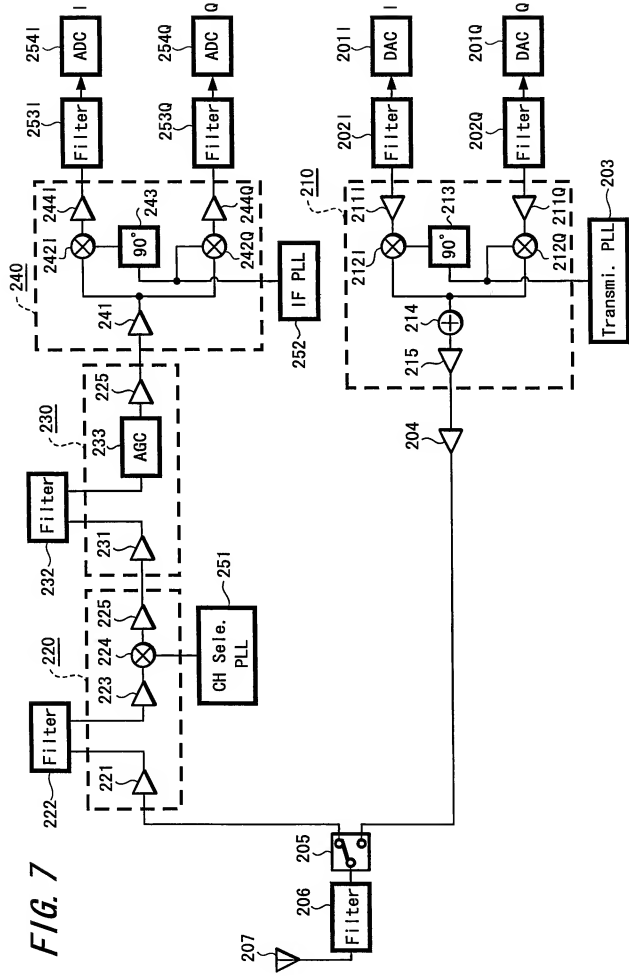 FIG. 7
207
206
Filter
205
220
222
Filter
221
223
224
225
CH Sele.
PLL
251
230
232
Filter
231
233
AGC
225
240
241
242I
244I
243
90°
242Q
244Q
IF PLL
252
253I
Filter
254I
ADC
I
253Q
Filter
254Q
ADC
Q
204
210
215
214
212I
211I
213
90°
212Q
211Q
Transmi. PLL
203
202I
Filter
201I
DAC
I
202Q
Filter
201Q
DAC
Q